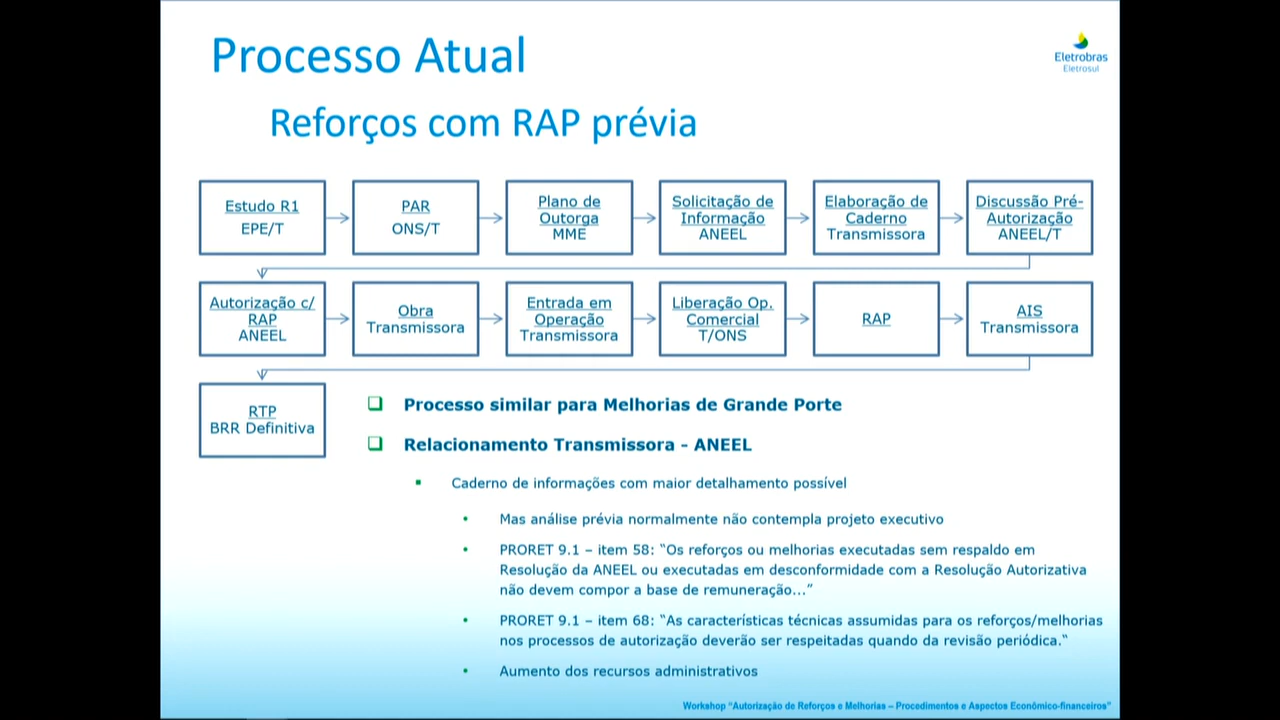 Processo Atual
Eletrobras
Eletrosul
Reforços com RAP prévia
Estudo R1
EPE/T
PAR
ONS/T
Plano de
Outorga
MME
Solicitação de
Informação
ANEEL
Elaboração de
Caderno
Transmissora
Discussão Pré-
Autorização
ANEEL/T
Autorização c/
RAP
ANEEL
Obra
Transmissora
Entrada em
Operação
Transmissora
Liberação Op.
Comercial
T/ONS
RAP
AIS
Transmissora
RTP
BRR Definitiva
Processo similar para Melhorias de Grande Porte
Relacionamento Transmissora - ANEEL
Caderno de informações com maior detalhamento possível
Mas análise prévia normalmente não contempla projeto executivo
PRORET 9.1 – item 58: “Os reforços ou melhorias executadas sem respaldo em
Resolução da ANEEL ou executadas em desconformidade com a Resolução Autorizativa
não devem compor a base de remuneração...”
PRORET 9.1 – item 68: “As características técnicas assumidas para os reforços/melhorias
nos processos de autorização deverão ser respeitadas quando da revisão periódica.“
Aumento dos recursos administrativos
Workshop “Autorização de Reforços e Melhorias – Procedimentos e Aspectos Econômico-financeiros”